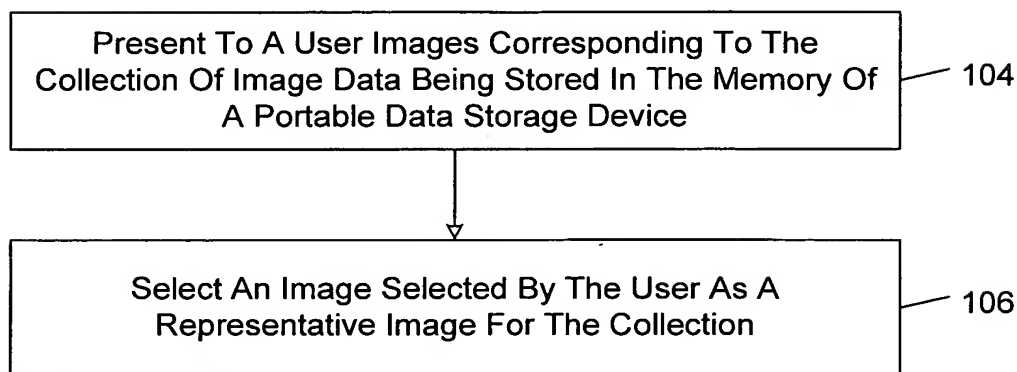 Present To A User Images Corresponding To The
Collection Of Image Data Being Stored In The Memory Of
A Portable Data Storage Device
104
Select An Image Selected By The User As A
Representative Image For The Collection
106